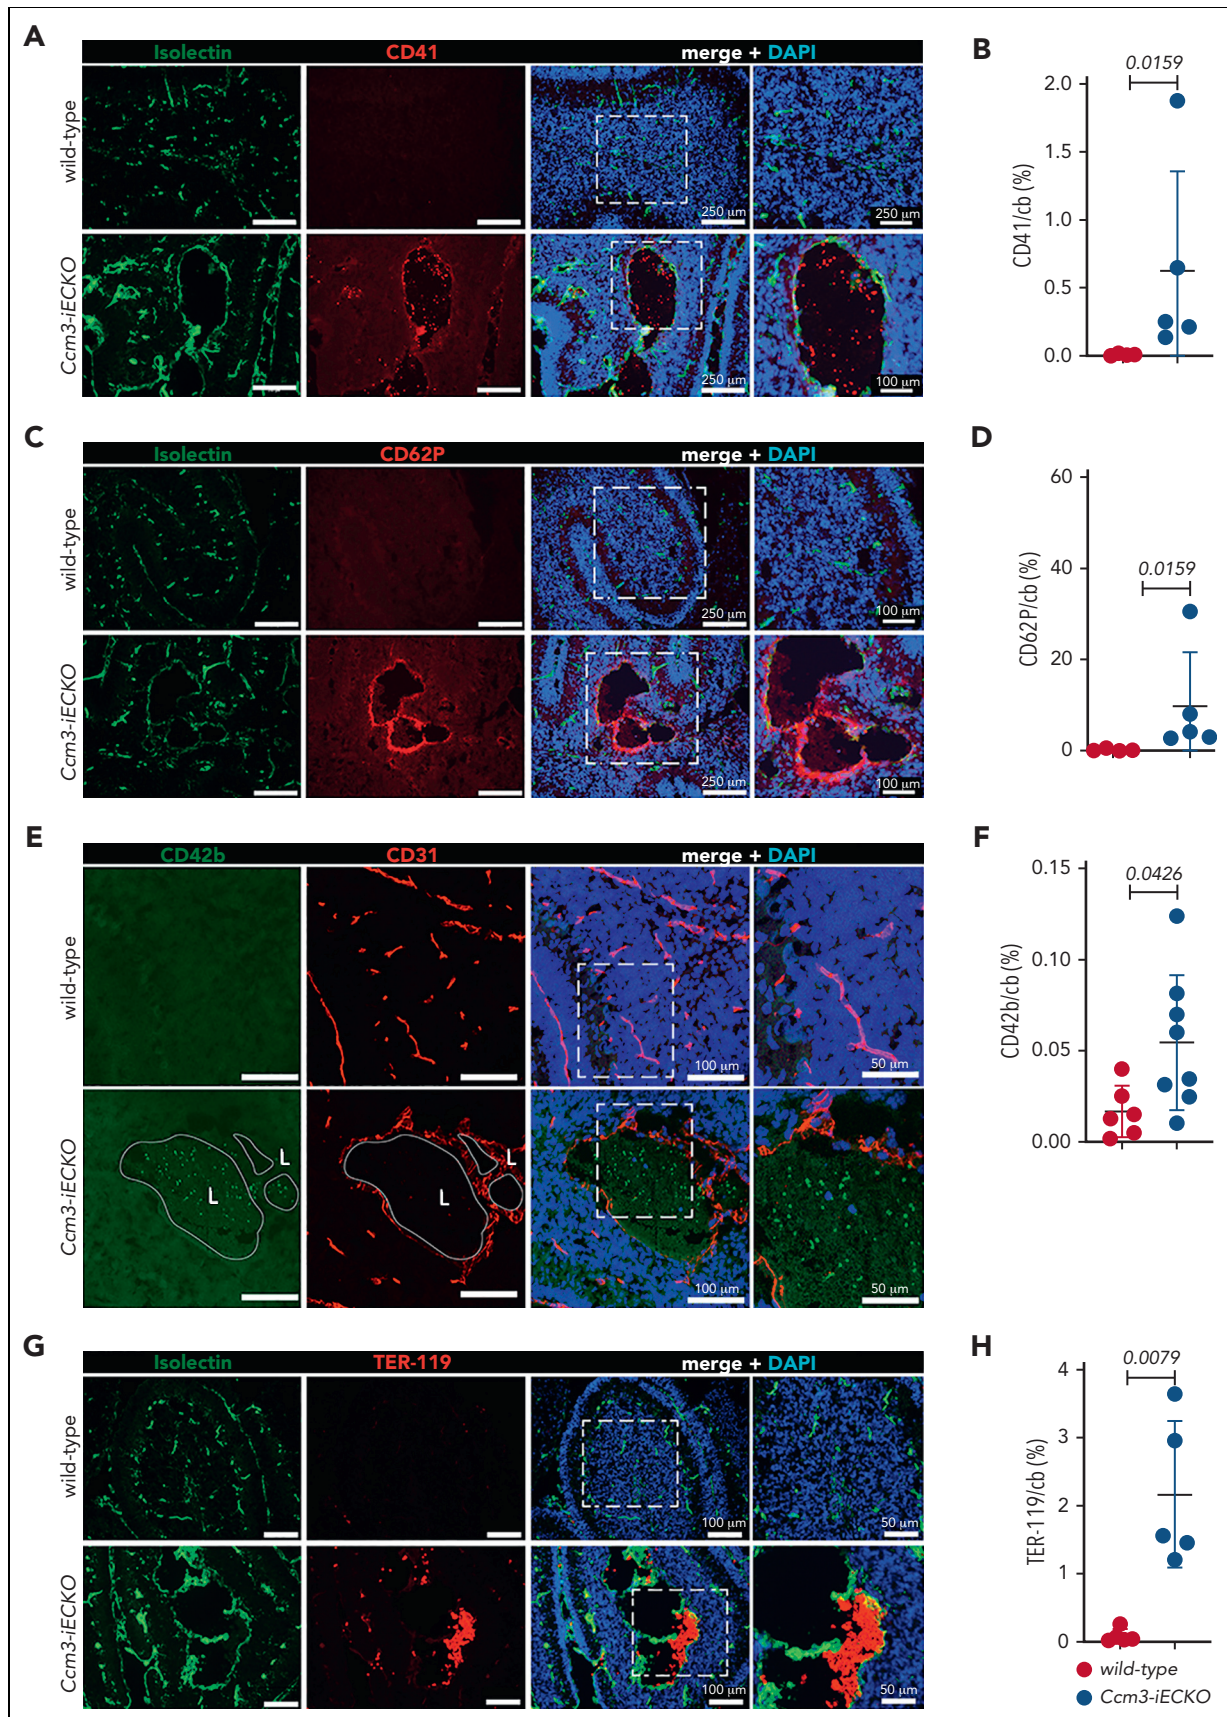 A
Isolectin CD41 merge + DAPI
wild-type
250 µm 250 µm
Ccm3-iECKO
250 µm 100 µm
B
0.0159
2.0
1.5
1.0
0.5
0.0
CD41/cb (%)
C
Isolectin CD62P merge + DAPI
wild-type
250 µm 100 µm
Ccm3-iECKO
250 µm 100 µm
D
60
40
20
0
0.0159
CD62P/cb (%)
E
CD42b CD31 merge + DAPI
wild-type
100 µm 50 µm
Ccm3-iECKO
L L L L
100 µm 50 µm
F
0.15
0.10
0.05
0.00
0.0426
CD42b/cb (%)
G
Isolectin TER-119 merge + DAPI
wild-type
100 µm 50 µm
Ccm3-iECKO
100 µm 50 µm
H
0.0079
4
3
2
1
0
TER-119/cb (%)
wild-type
Ccm3-iECKO